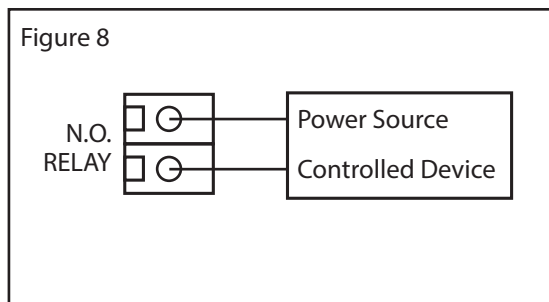 Figure 8
N.O.
RELAY
Power Source
Controlled Device